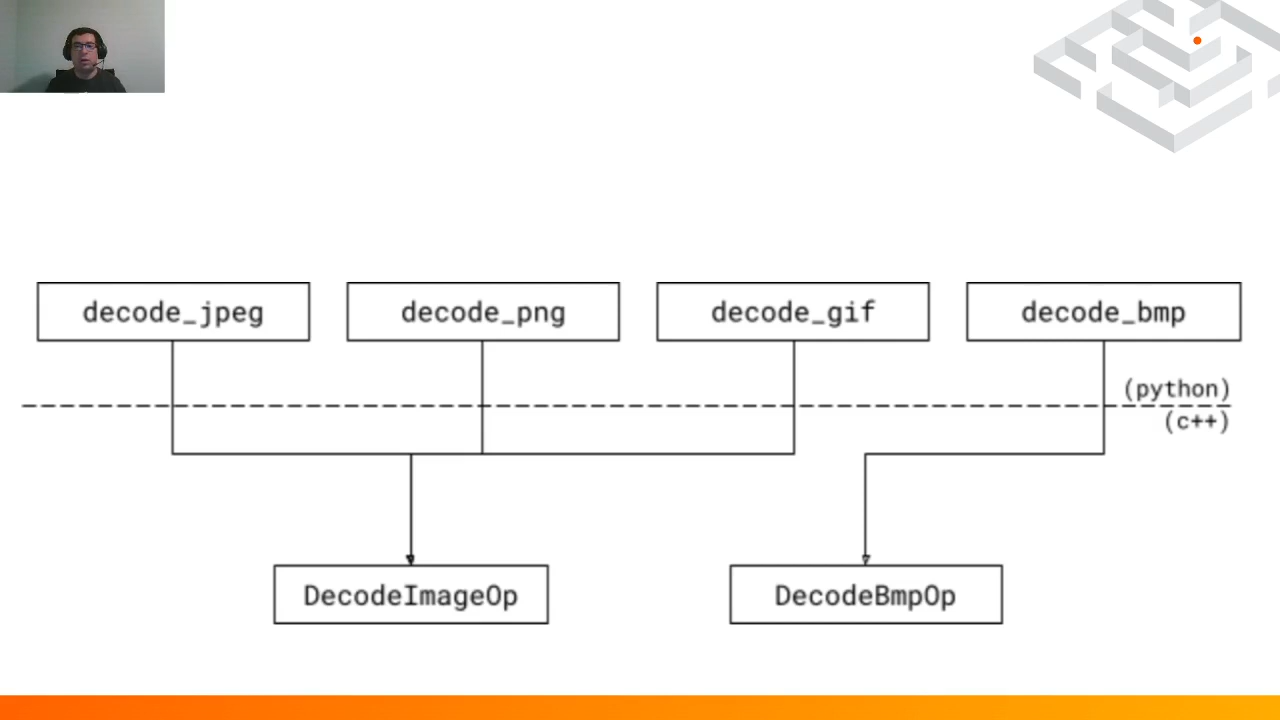 decode_jpeg
decode_png
decode_gif
decode_bmp
(python)
(c++)
DecodeImageOp
DecodeBmpOp